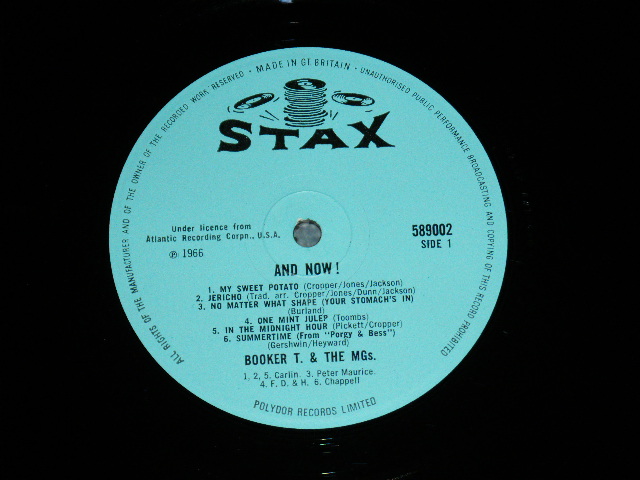 ALL RIGHTS OF THE MANUFACTURER AND OF THE OWNER OF THE RECORDED WORK RESERVED · MADE IN GT BRITAIN · UNAUTHORISED PUBLIC PERFORMANCE BROADCASTING AND COPYING OF THIS RECORD PROHIBITED
STAX
Under licence from
Atlantic Recording Corpn., U.S.A.
℗ 1966
589002
SIDE 1
AND NOW!
1. MY SWEET POTATO (Cropper/Jones/Jackson)
2. JERICHO (Trad. arr. Cropper/Jones/Dunn/Jackson)
3. NO MATTER WHAT SHAPE (YOUR STOMACH'S IN)
(Burland)
4. ONE MINT JULEP (Toombs)
5. IN THE MIDNIGHT HOUR (Pickett/Cropper)
6. SUMMERTIME (From "Porgy & Bess")
(Gershwin/Heyward)
BOOKER T. & THE MGs.
1, 2, 5. Carlin. 3. Peter Maurice.
4. F. D. & H. 6. Chappell
POLYDOR RECORDS LIMITED